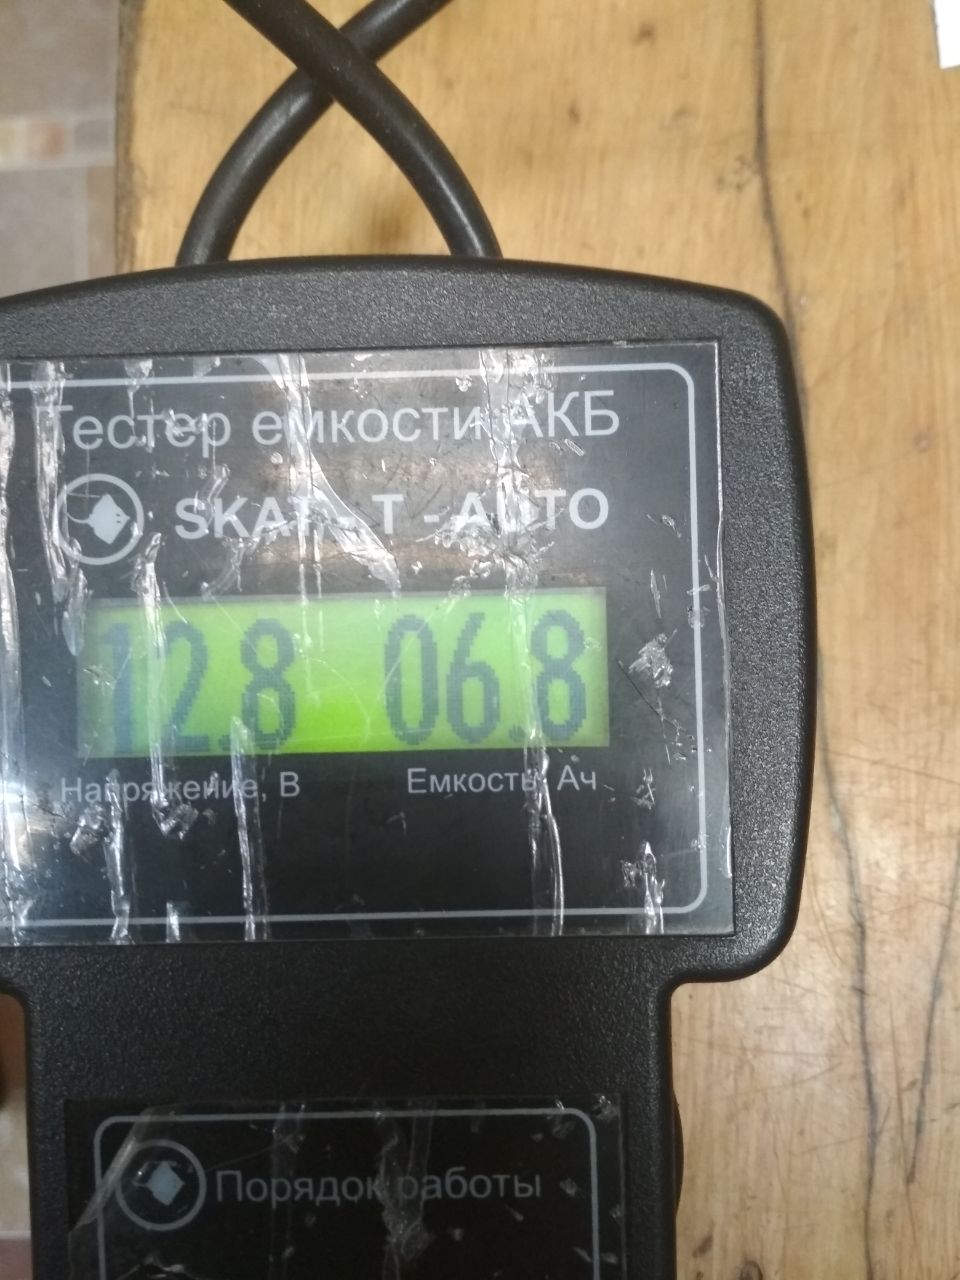 Тестер емкости АКБ
SKAT - T - AUTO
12.8 06.8
Напряжение, В Емкость, Ач
Порядок работы